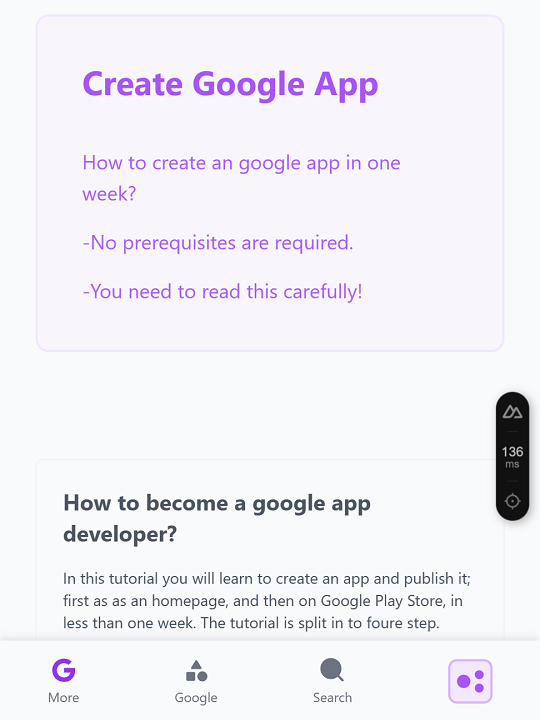 Create Google App
How to create an google app in one
week?
-No prerequisites are required.
-You need to read this carefully!
136
ms
How to become a google app
developer?
In this tutorial you will learn to create an app and publish it;
first as as an homepage, and then on Google Play Store, in
less than one week. The tutorial is split in to foure step.
More
Google
Search